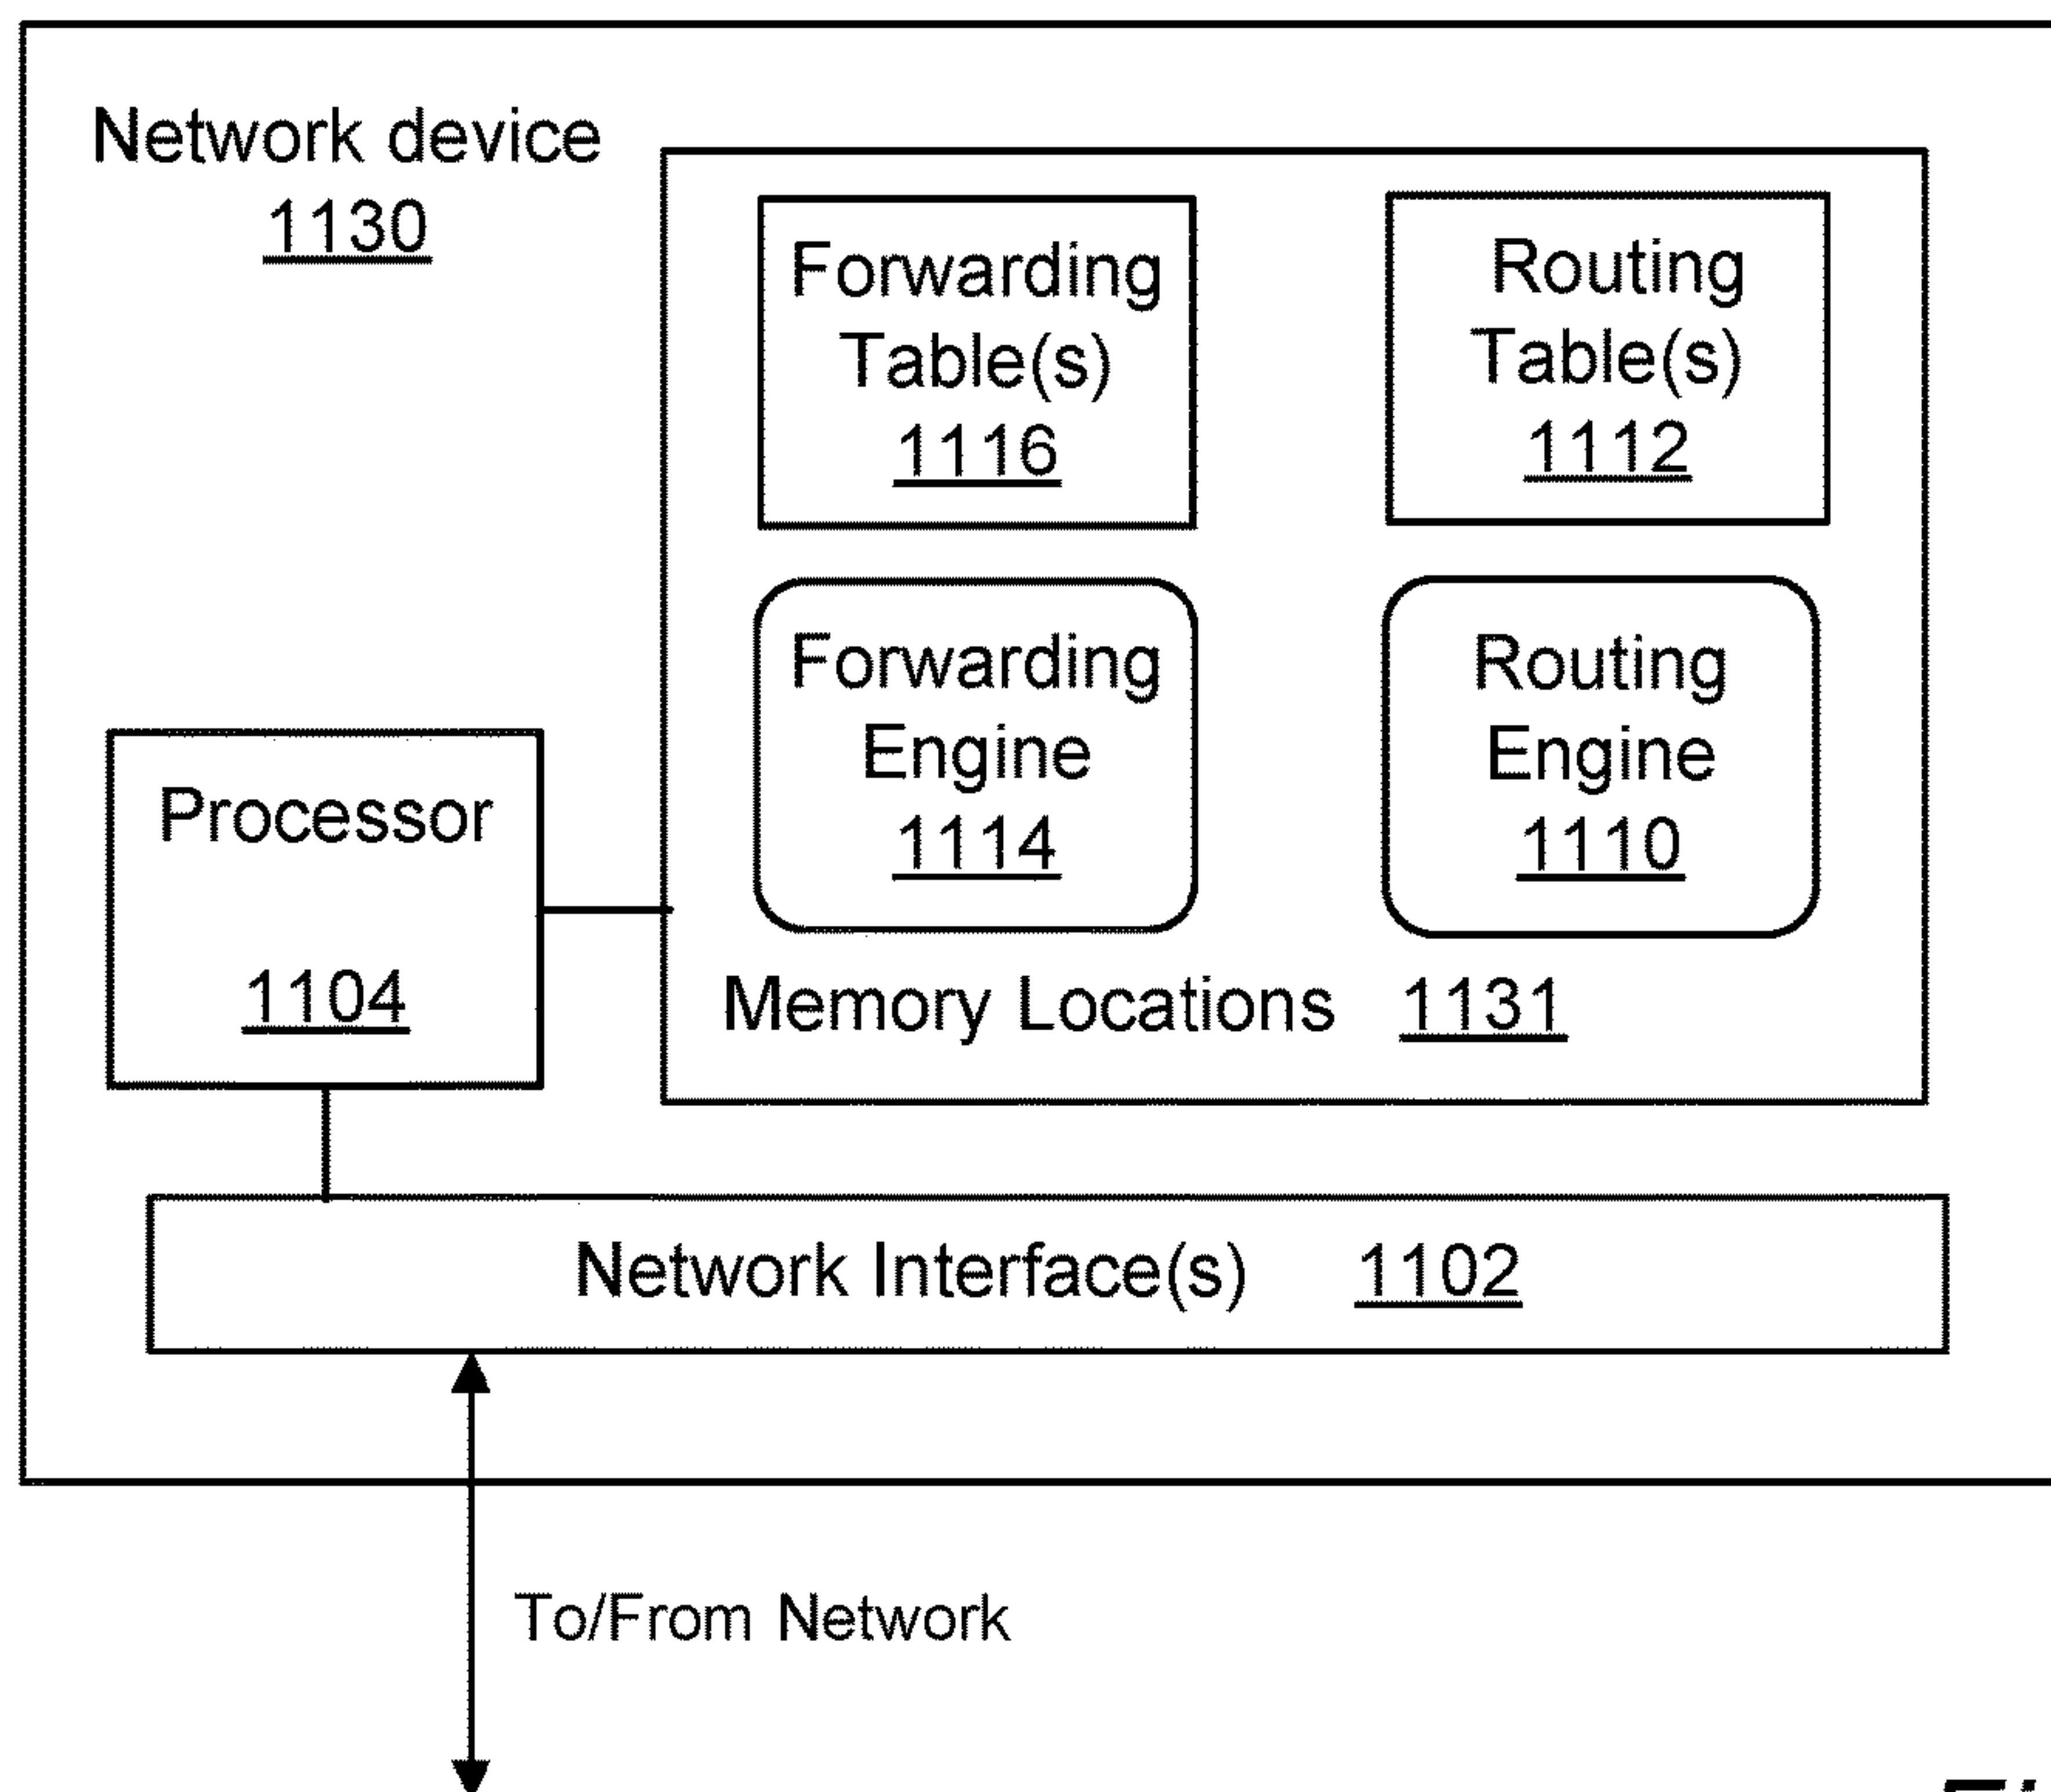 Network device
1130
Forwarding
Table(s)
1116
Routing
Table(s)
1112
Forwarding
Engine
1114
Routing
Engine
1110
Processor
1104
Memory Locations 1131
Network Interface(s) 1102
To/From Network